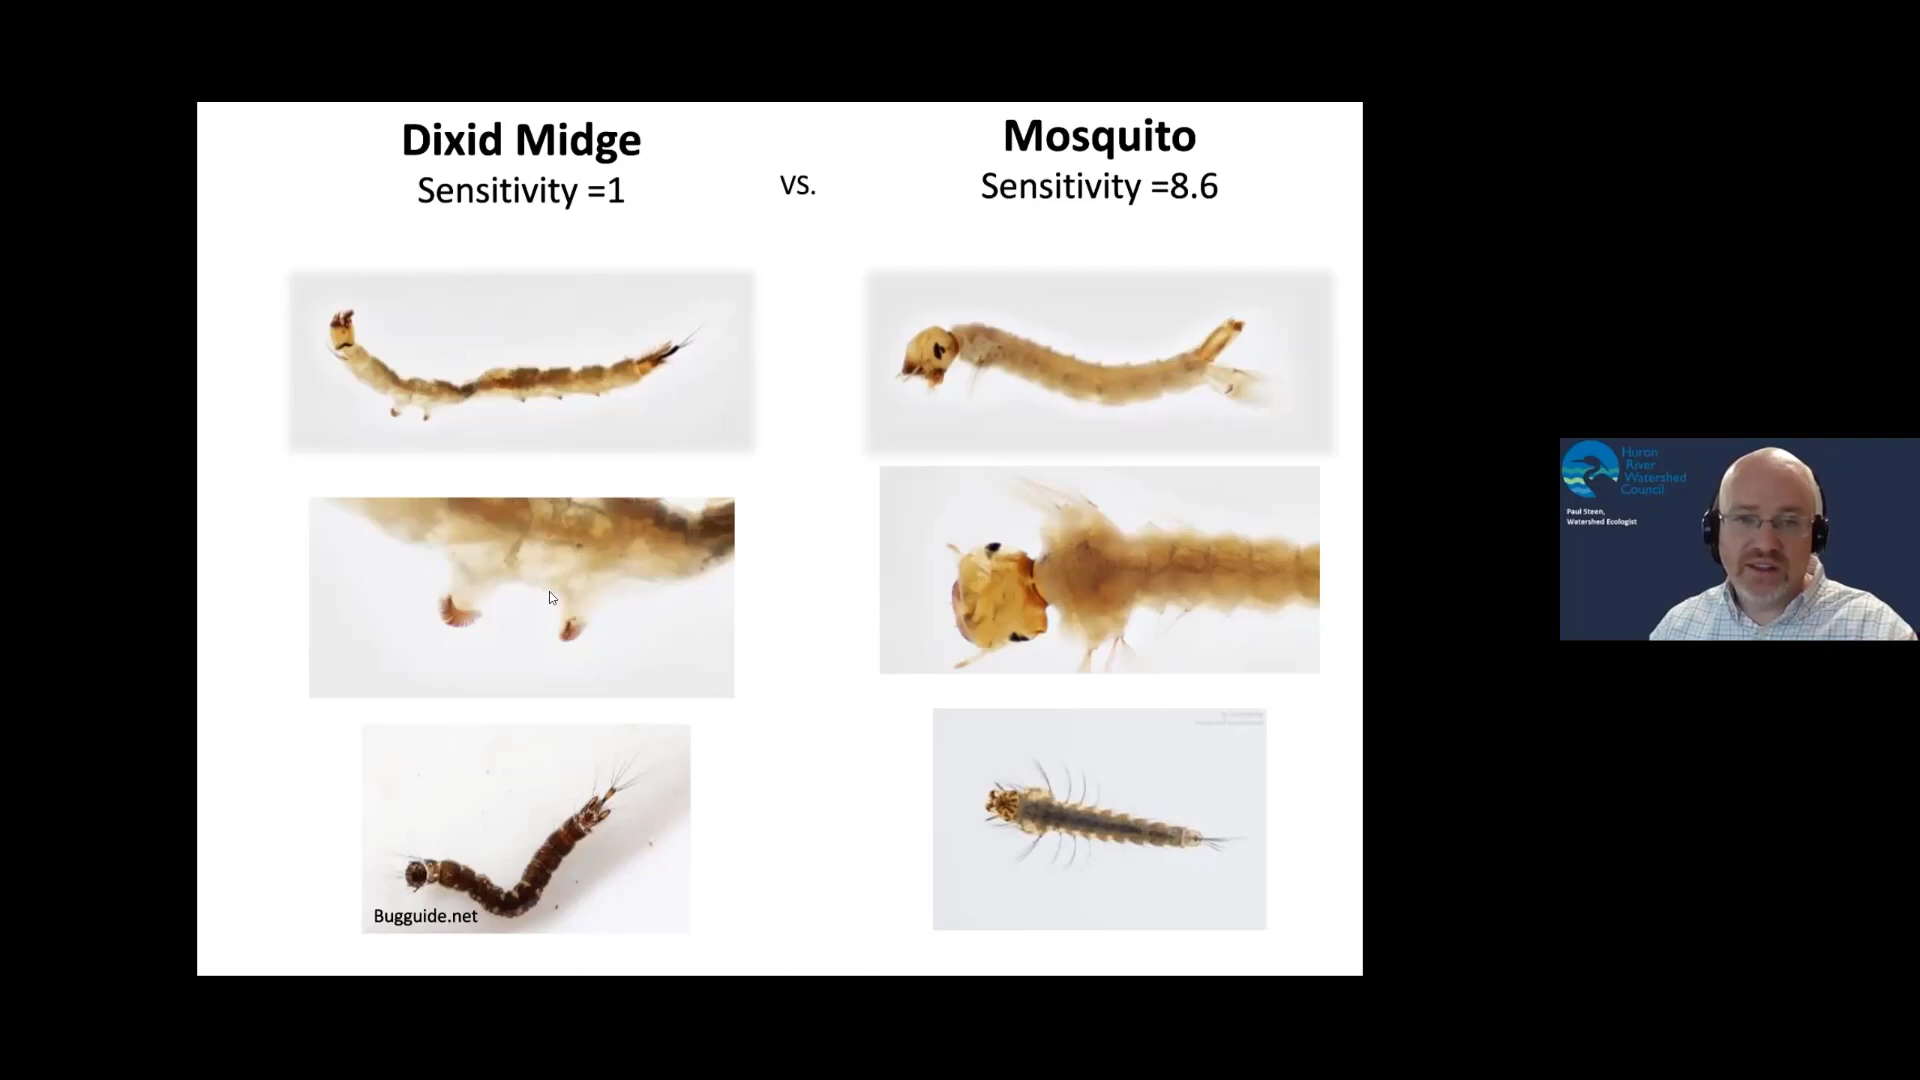 Dixid Midge
Sensitivity =1
vs.
Mosquito
Sensitivity =8.6
Bugguide.net
Huron
River
Watershed
Council
Paul Steen,
Watershed Ecologist